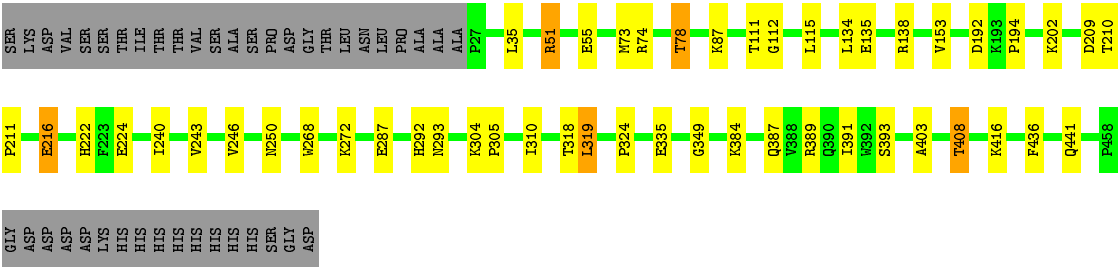 SER LYS ASP VAL SER SER THR ILE THR THR VAL SER ALA SER PRO ASP GLY THR LEU ASN LEU PRO ALA ALA ALA P27 L35 R51 E55 M73 R74 T78 K87 T111 G112 L115 L134 E135 R138 V153 D192 K193 P194 K202 D209 T210
P211 E216 H222 F223 E224 I240 V243 V246 N250 W268 K272 E287 H292 N293 K304 P305 I310 T318 L319 P324 E335 G349 K384 Q387 V388 R389 Q390 I391 W392 S393 A403 T408 K416 F436 Q441 P458
GLY ASP ASP ASP ASP LYS HIS HIS HIS HIS HIS HIS HIS HIS SER GLY ASP